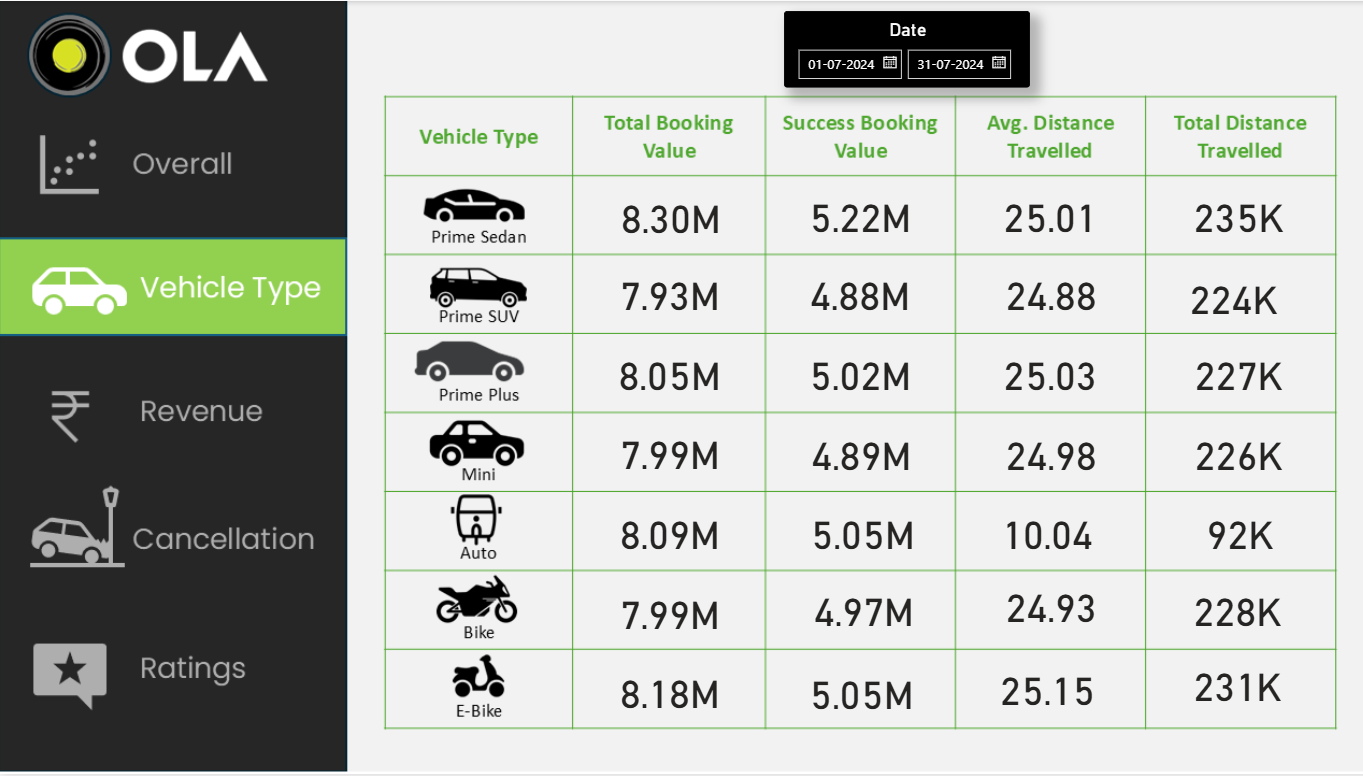 OLA
Date
01-07-2024 31-07-2024
Overall
Vehicle Type
Revenue
Cancellation
Ratings
Vehicle Type Total Booking Value Success Booking Value Avg. Distance Travelled Total Distance Travelled
Prime Sedan 8.30M 5.22M 25.01 235K
Prime SUV 7.93M 4.88M 24.88 224K
Prime Plus 8.05M 5.02M 25.03 227K
Mini 7.99M 4.89M 24.98 226K
Auto 8.09M 5.05M 10.04 92K
Bike 7.99M 4.97M 24.93 228K
E-Bike 8.18M 5.05M 25.15 231K